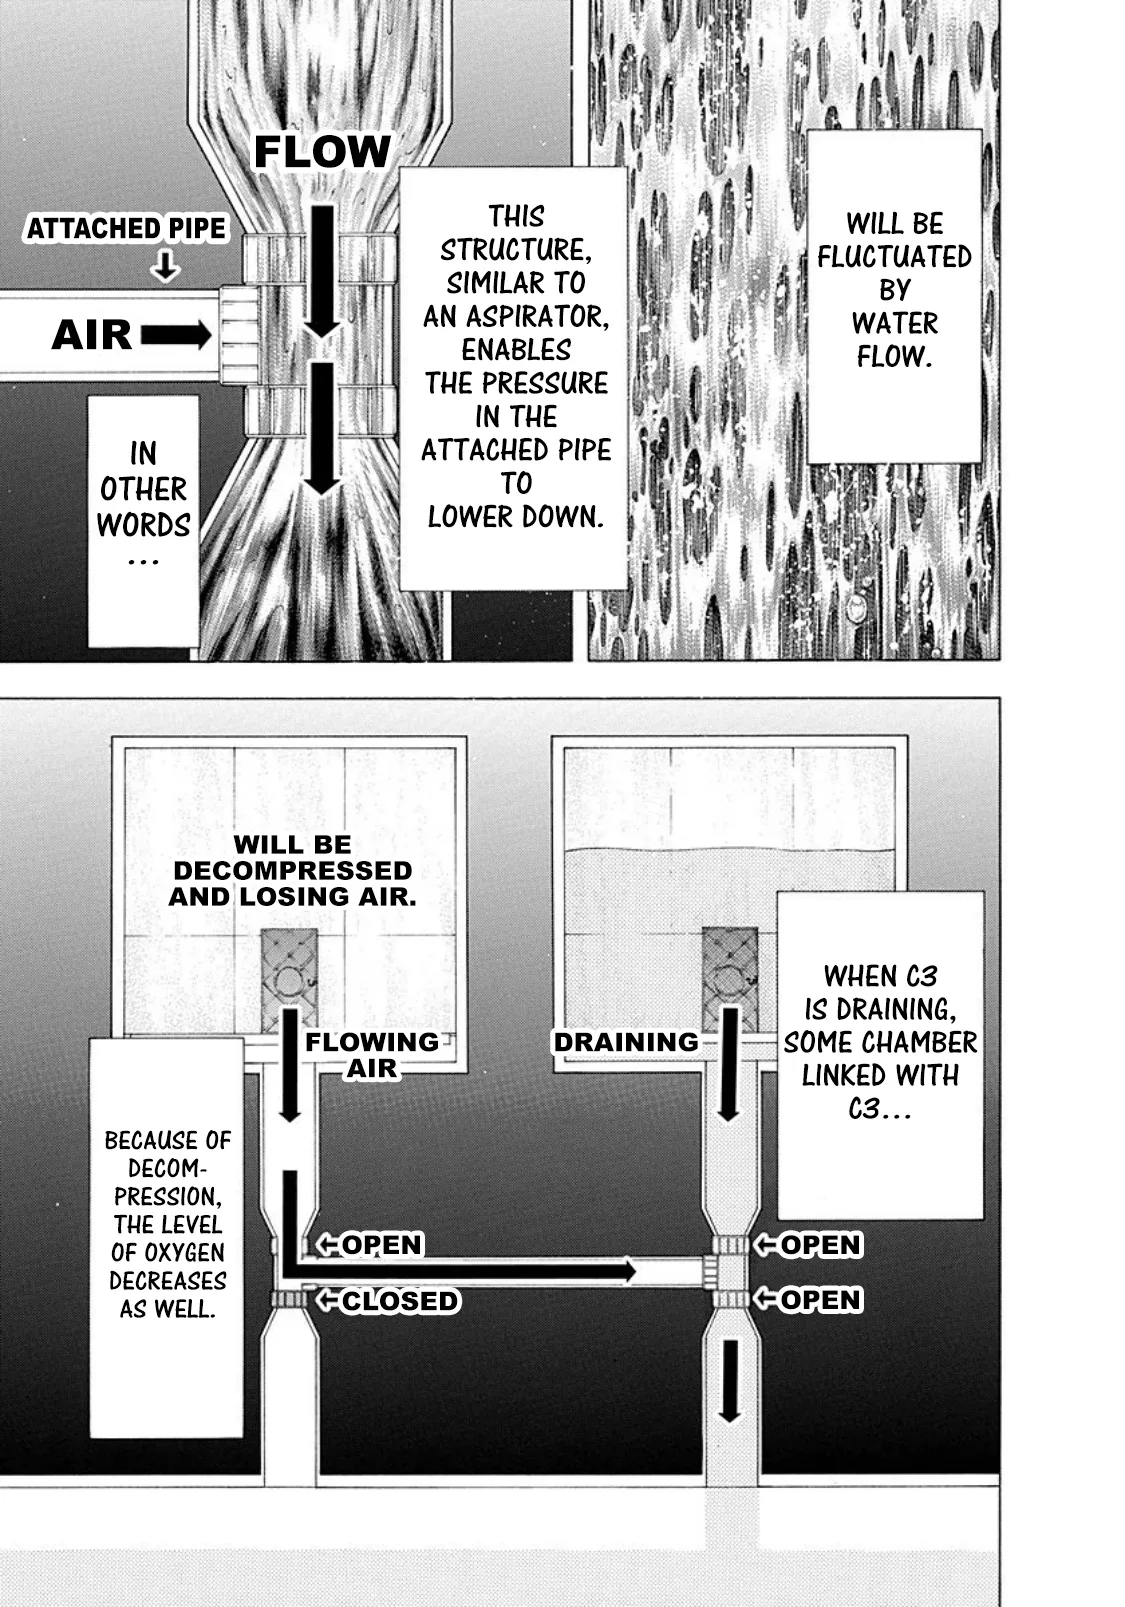 WILL BE
FLUCTUATED
BY
WATER
FLOW.
THIS
STRUCTURE,
SIMILAR TO
AN ASPIRATOR,
ENABLES
THE PRESSURE
IN THE
ATTACHED PIPE
TO
LOWER DOWN.
FLOW
ATTACHED PIPE
AIR
IN
OTHER
WORDS
...
WHEN C3
IS DRAINING,
SOME CHAMBER
LINKED WITH
C3...
DRAINING
OPEN
OPEN
WILL BE
DECOMPRESSED
AND LOSING AIR.
FLOWING
AIR
OPEN
CLOSED
BECAUSE OF
DECOM-
PRESSION,
THE LEVEL
OF OXYGEN
DECREASES
AS WELL.